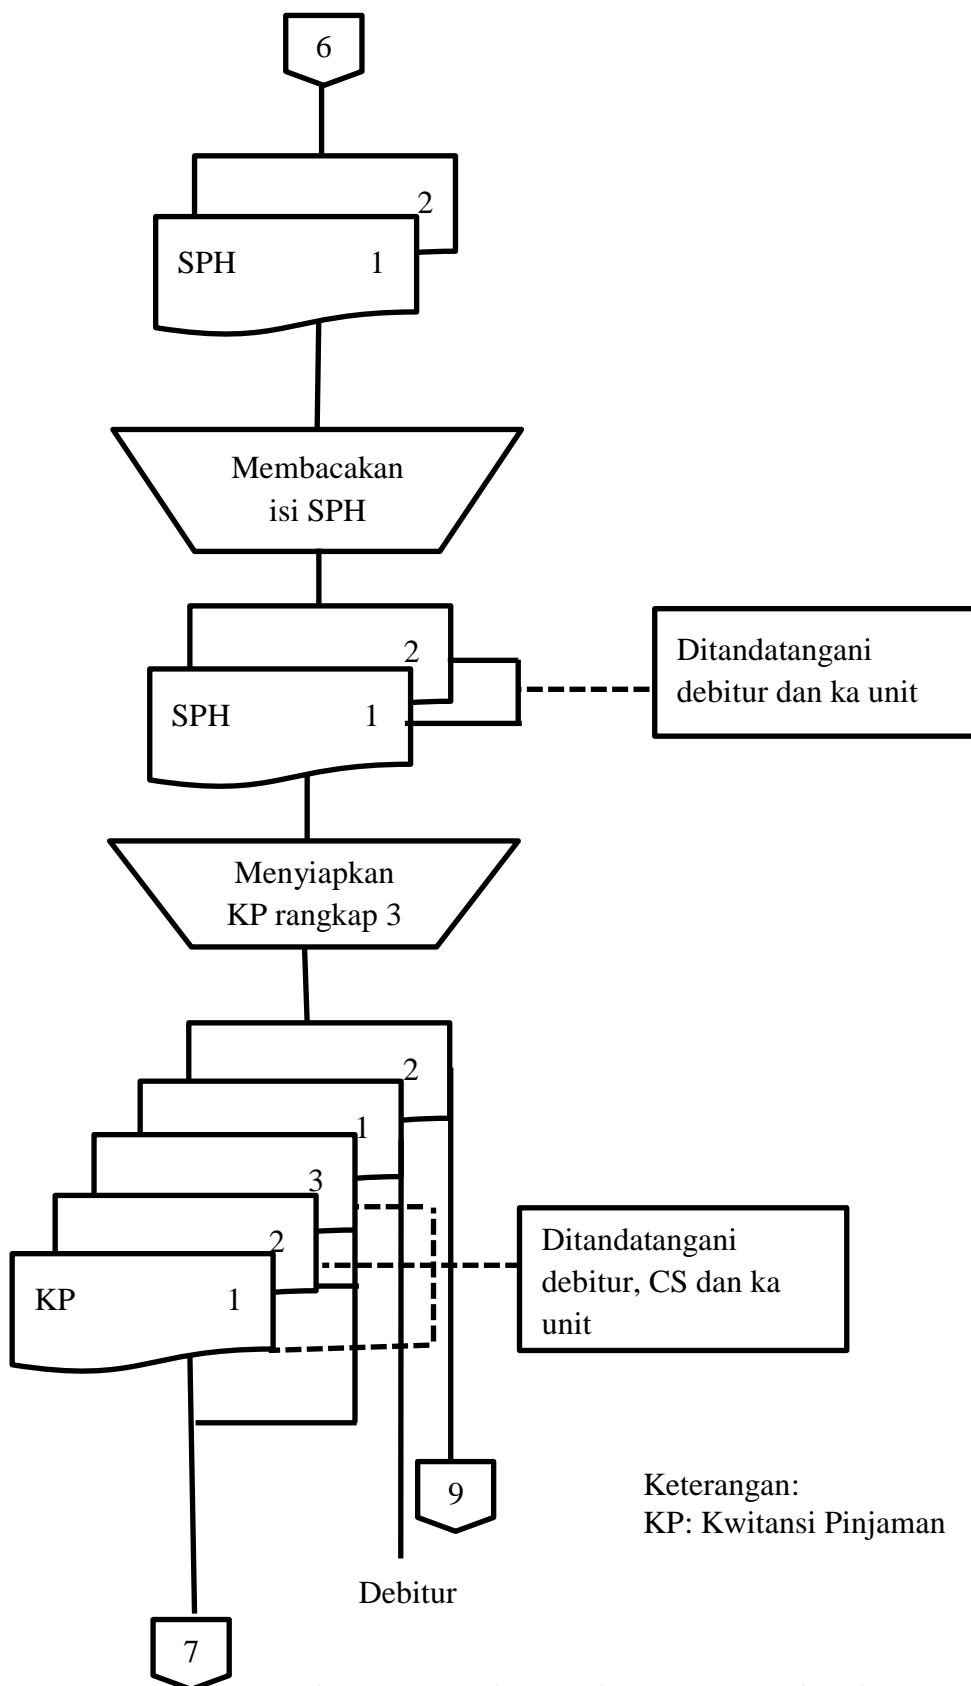 6
2
SPH 1
Membacakan
isi SPH
2
SPH 1
Ditandatangani
debitur dan ka unit
Menyiapkan
KP rangkap 3
2
1
3
2
KP 1
Ditandatangani
debitur, CS dan ka
unit
9
Keterangan:
KP: Kwitansi Pinjaman
Debitur
7